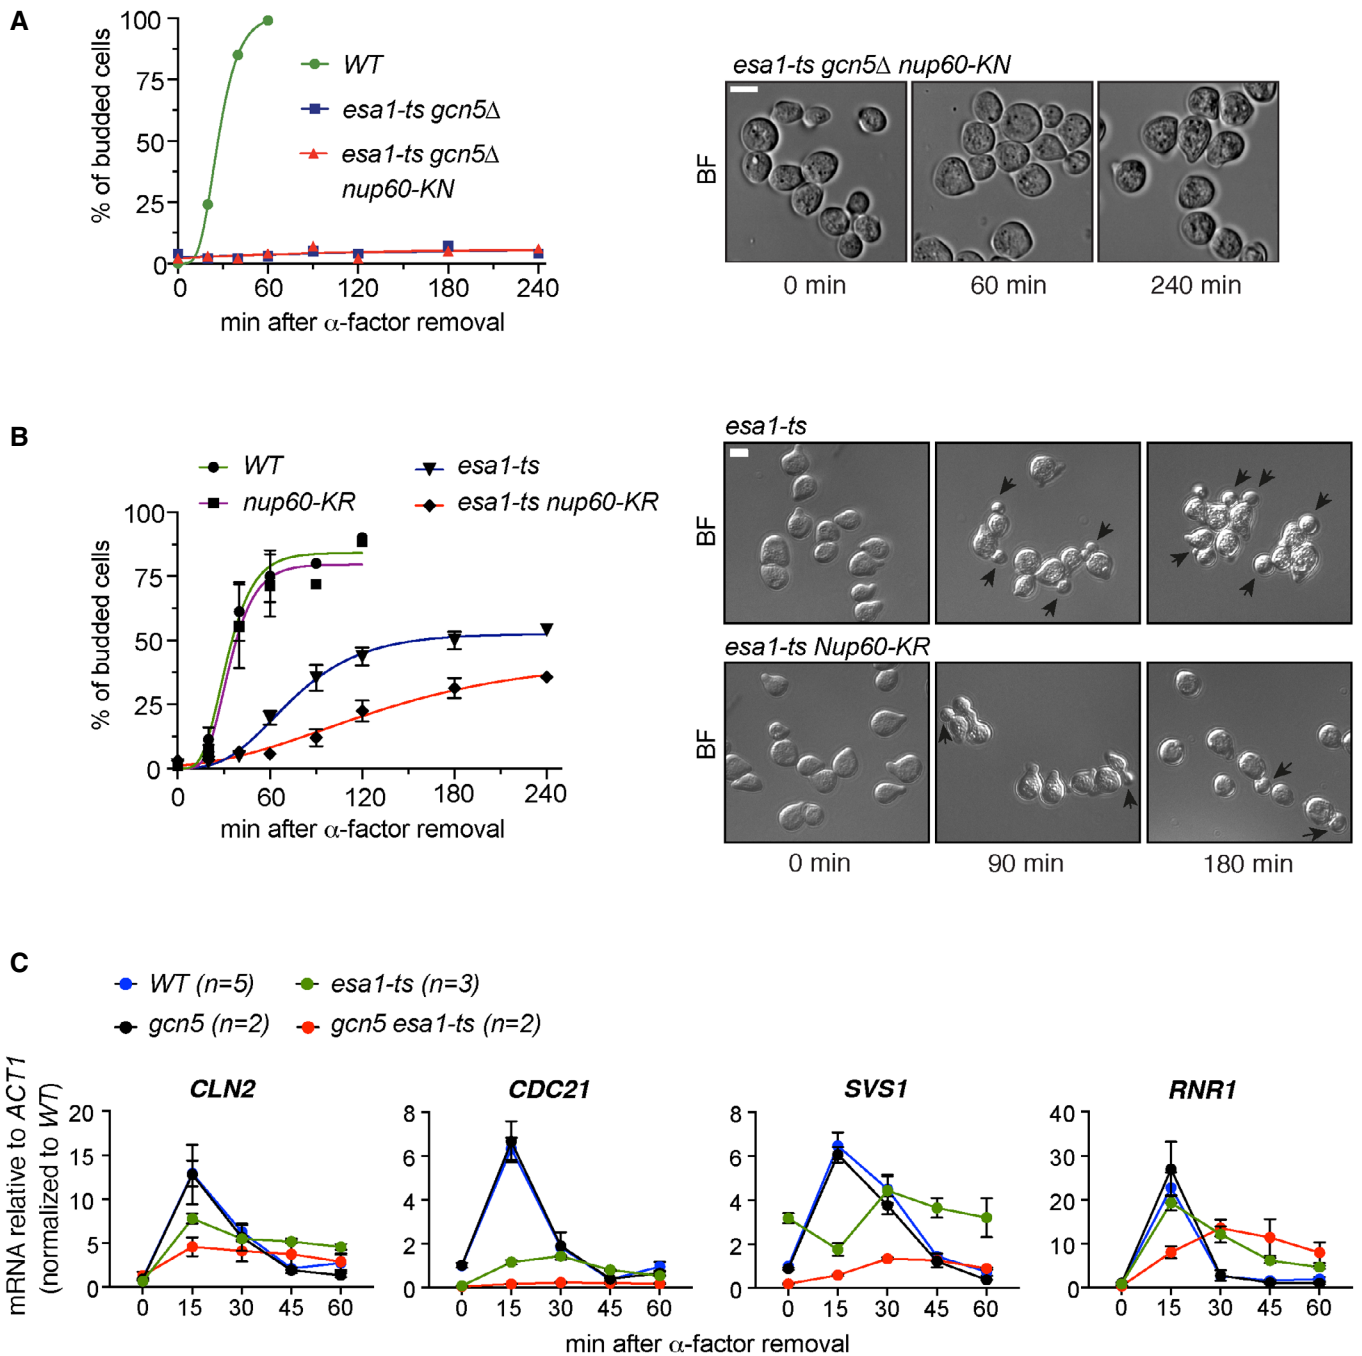 A
% of budded cells
100
75
50
25
0
0 60 120 180 240
min after α-factor removal
WT
esa1-ts gcn5Δ
esa1-ts gcn5Δ
nup60-KN
esa1-ts gcn5Δ nup60-KN
BF
0 min 60 min 240 min
B
WT esa1-ts
nup60-KR esa1-ts nup60-KR
% of budded cells
100
75
50
25
0
0 60 120 180 240
min after α-factor removal
esa1-ts
BF
esa1-ts Nup60-KR
BF
0 min 90 min 180 min
C
WT (n=5) esa1-ts (n=3)
gcn5 (n=2) gcn5 esa1-ts (n=2)
mRNA relative to ACT1
(normalized to WT)
CLN2
20
15
10
5
0
0 15 30 45 60
CDC21
8
6
4
2
0
0 15 30 45 60
SVS1
8
6
4
2
0
0 15 30 45 60
RNR1
40
30
20
10
0
0 15 30 45 60
min after α-factor removal